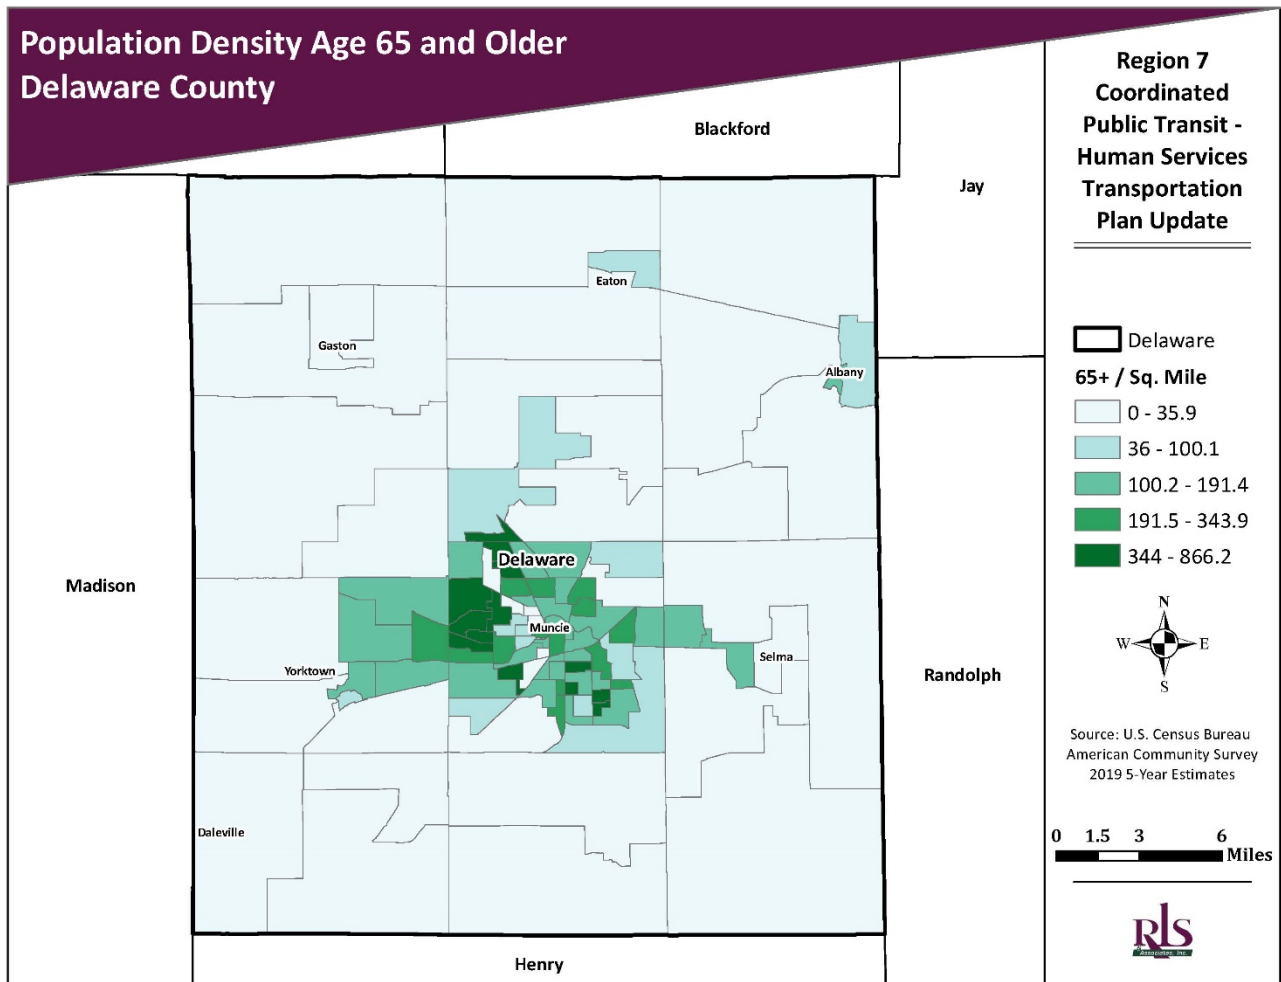 Population Density Age 65 and Older
Delaware County
Region 7
Coordinated
Public Transit -
Human Services
Transportation
Plan Update
Blackford
Jay
Eaton
Gaston
Albany
Delaware
Madison
Muncie
Yorktown
Selma
Randolph
Daleville
Henry
Delaware
65+ / Sq. Mile
0 - 35.9
36 - 100.1
100.2 - 191.4
191.5 - 343.9
344 - 866.2
N
W
E
S
Source: U.S. Census Bureau
American Community Survey
2019 5-Year Estimates
0 1.5 3 6
Miles
RLS
& Associates, Inc.